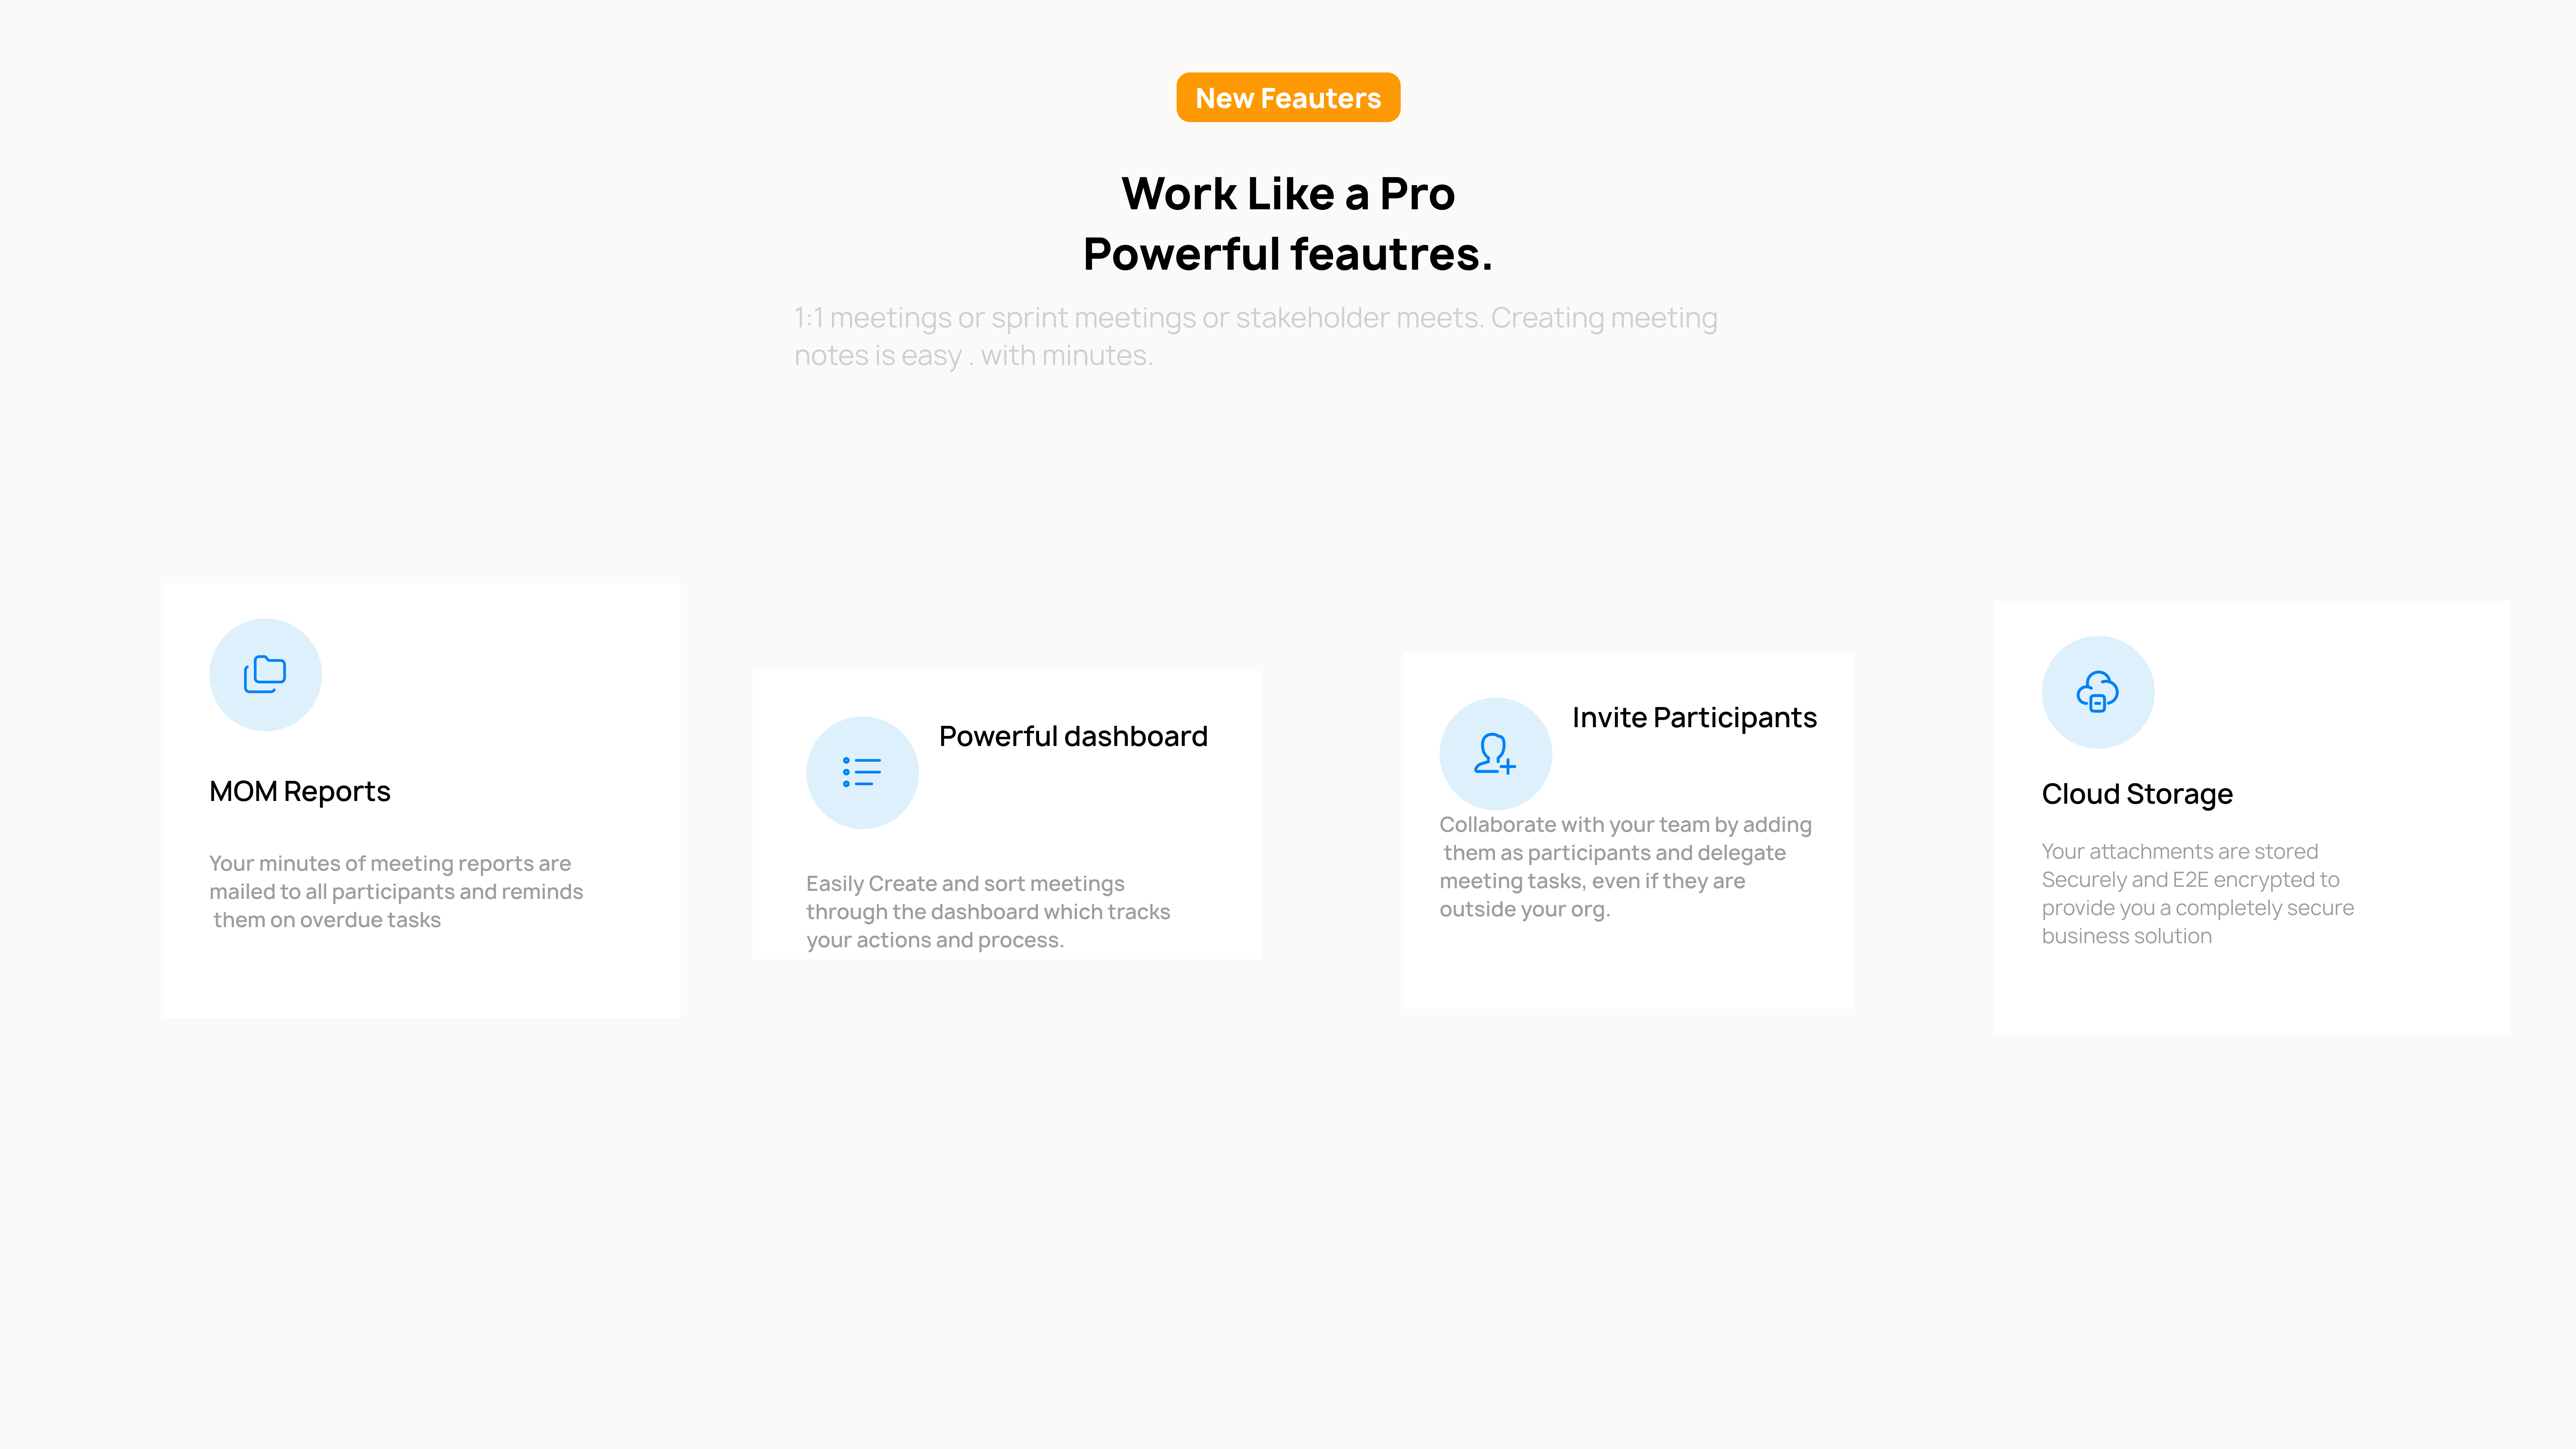 New Feauters
Work Like a Pro
Powerful feautres.
1:1 meetings or sprint meetings or stakeholder meets. Creating meeting
notes is easy . with minutes.
MOM Reports
Your minutes of meeting reports are
mailed to all participants and reminds
them on overdue tasks
Powerful dashboard
Easily Create and sort meetings
through the dashboard which tracks
your actions and process.
Invite Participants
Collaborate with your team by adding
them as participants and delegate
meeting tasks, even if they are
outside your org.
Cloud Storage
Your attachments are stored
Securely and E2E encrypted to
provide you a completely secure
business solution